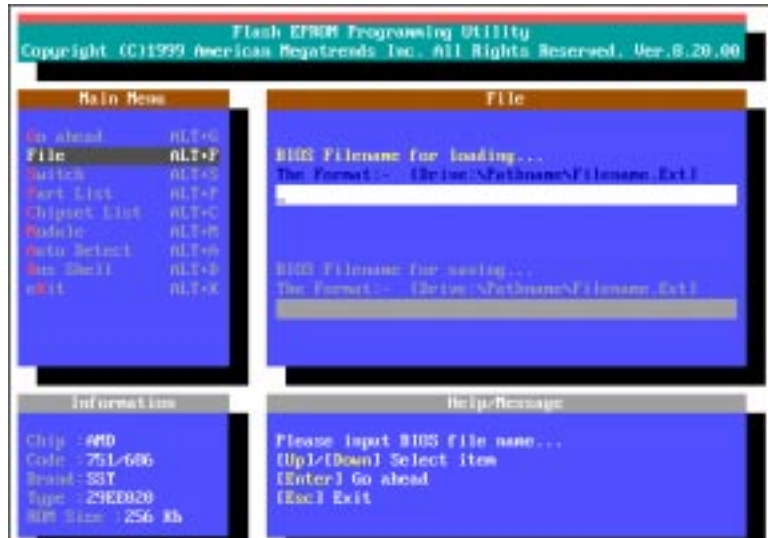 Flash EPROM Programming Utility
Copyright (C)1999 American Megatrends Inc. All Rights Reserved. Ver.8.20.00
Main Menu
Go ahead ALT+G
File ALT+F
Switch ALT+S
Part List ALT+P
Chipset List ALT+C
Module ALT+M
Auto Detect ALT+A
Dos Shell ALT+D
eXit ALT+X
File
BIOS Filename for loading...
The Format:- [Drive:\Pathname\Filename.Ext]
BIOS Filename for saving...
The Format:- [Drive:\Pathname\Filename.Ext]
Information
Chip :AMD
Code :751/686
Brand:SST
Type :29EE020
ROM Size :256 Kb
Help/Message
Please input BIOS file name...
[Up]/[Down] Select item
[Enter] Go ahead
[Esc] Exit